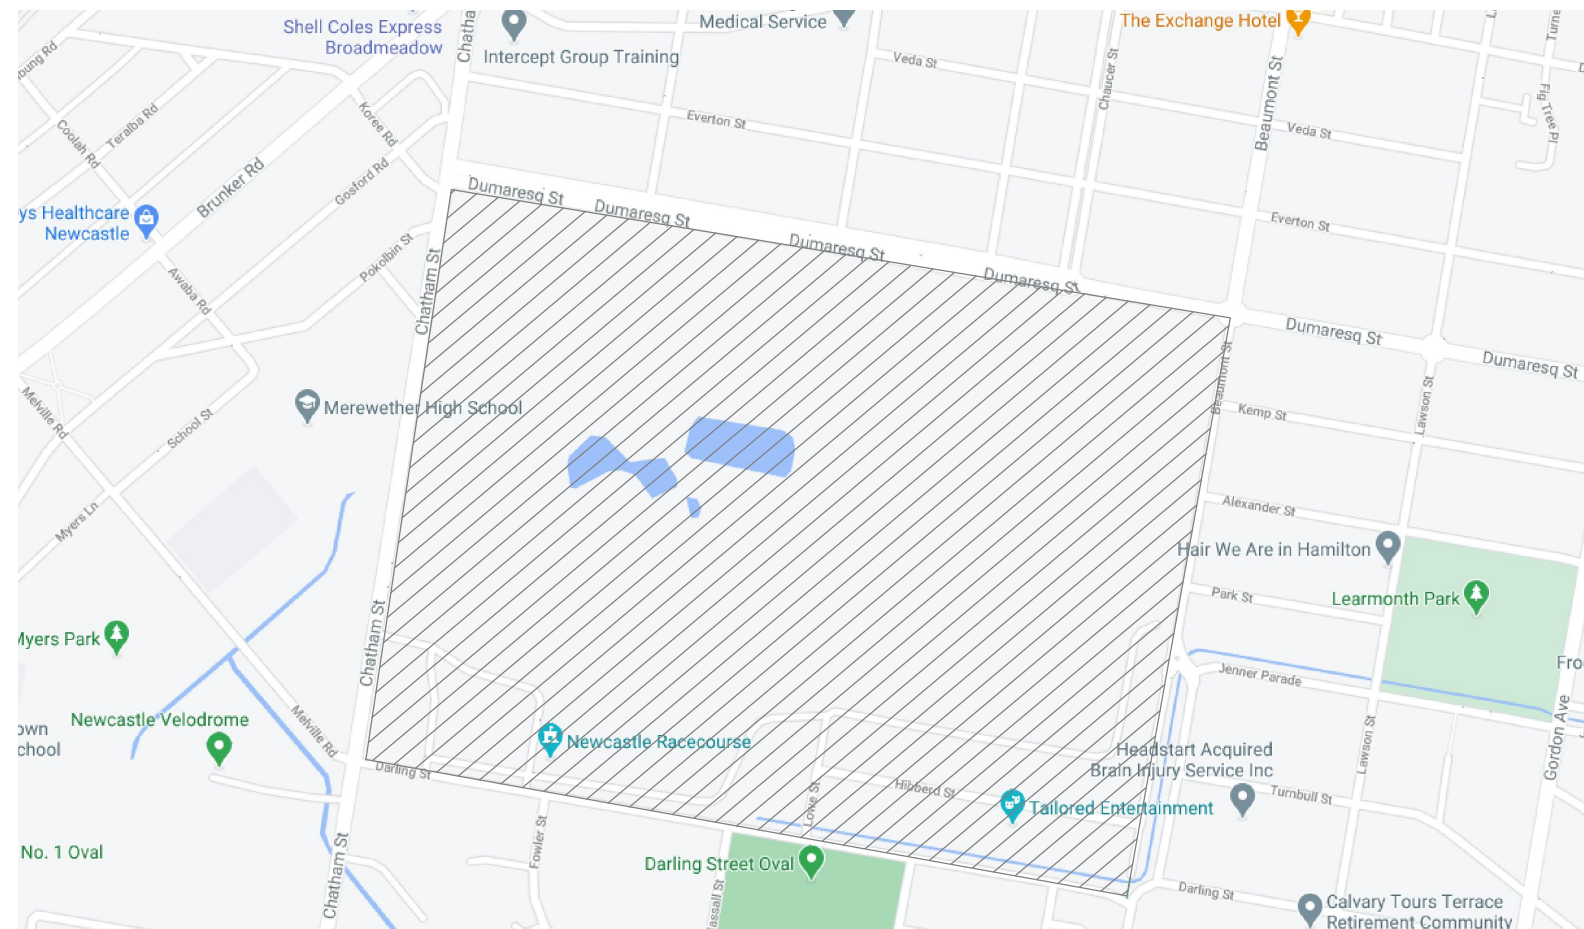 Shell Coles Express
Broadmeadow
Intercept Group Training
Medical Service
The Exchange Hotel
Veda St
Chaucer St
Beaumont St
Veda St
Fig Tree Pl
Coolah Rd
Teralba Rd
Koree Rd
Everton St
Brunker Rd
Gosford Rd
Dumaresq St
Dumaresq St
Dumaresq St
Dumaresq St
Everton St
ys Healthcare
Newcastle
Awaba Rd
Pokolbin St
Chatham St
Dumaresq St
Dumaresq St
Beaumont St
Kemp St
Lawson St
Melville Rd
School St
Merewether High School
Myers Ln
Alexander St
Hair We Are in Hamilton
Park St
Learmonth Park
Myers Park
Chatham St
Fro
Jenner Parade
Newcastle Velodrome
Melville Rd
own
chool
Newcastle Racecourse
Headstart Acquired
Brain Injury Service Inc
Lawson St
Gordon Ave
Darling St
Hibberd St
Lowe St
Tailored Entertainment
Turnbull St
No. 1 Oval
Chatham St
Fowler St
Darling Street Oval
assall St
Darling St
Calvary Tours Terrace
Retirement Community